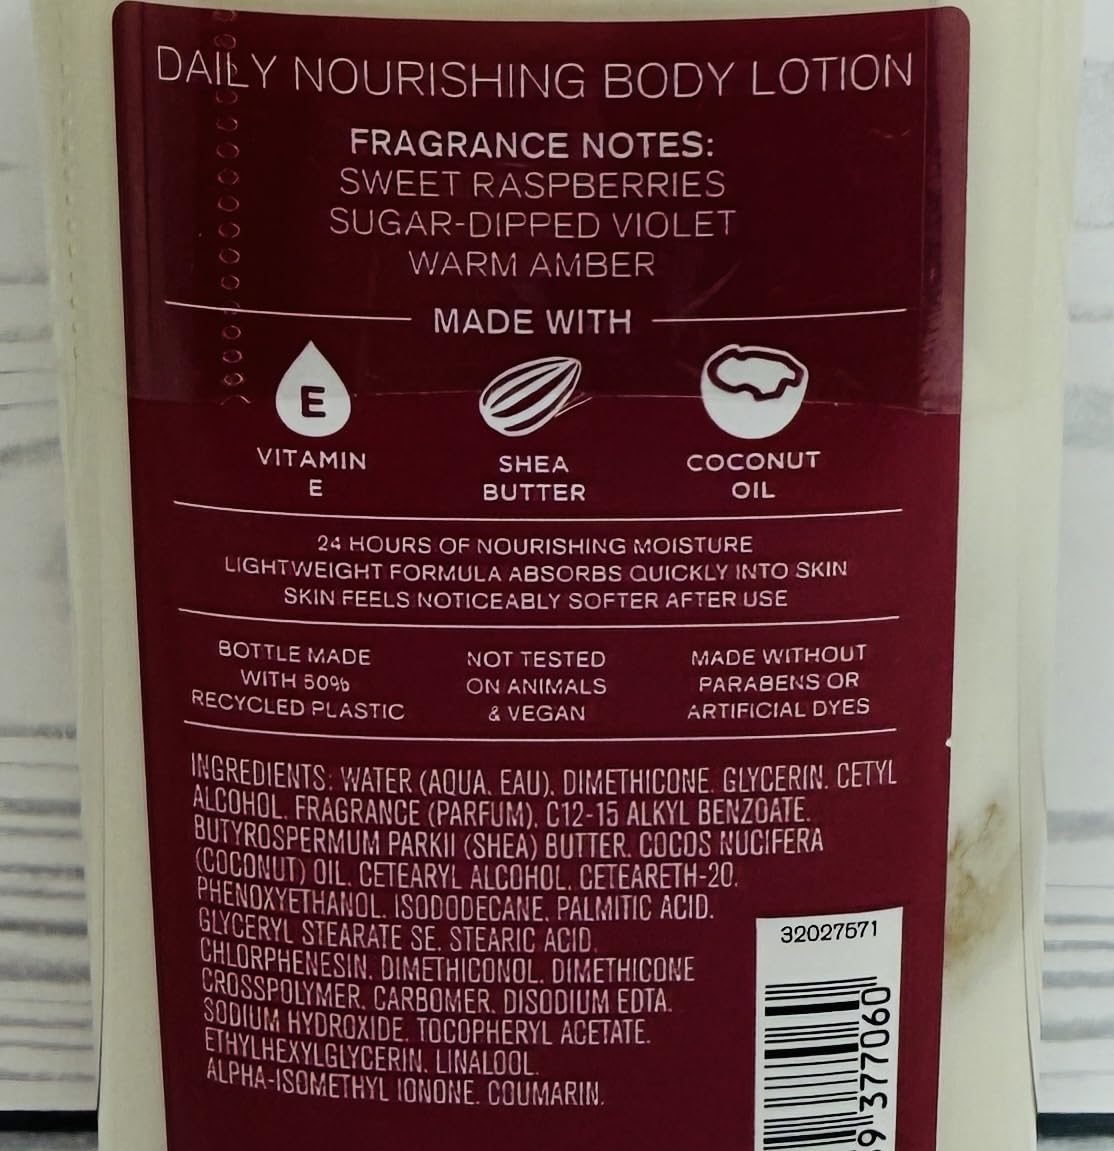 DAILY NOURISHING BODY LOTION
FRAGRANCE NOTES:
SWEET RASPBERRIES
SUGAR-DIPPED VIOLET
WARM AMBER
MADE WITH
E
VITAMIN
E
SHEA
BUTTER
COCONUT
OIL
24 HOURS OF NOURISHING MOISTURE
LIGHTWEIGHT FORMULA ABSORBS QUICKLY INTO SKIN
SKIN FEELS NOTICEABLY SOFTER AFTER USE
BOTTLE MADE
WITH 50%
RECYCLED PLASTIC
NOT TESTED
ON ANIMALS
& VEGAN
MADE WITHOUT
PARABENS OR
ARTIFICIAL DYES
INGREDIENTS: WATER (AQUA, EAU), DIMETHICONE, GLYCERIN, CETYL
ALCOHOL, FRAGRANCE (PARFUM), C12-15 ALKYL BENZOATE,
BUTYROSPERMUM PARKII (SHEA) BUTTER, COCOS NUCIFERA
(COCONUT) OIL, CETEARYL ALCOHOL, CETEARETH-20,
PHENOXYETHANOL, ISODODECANE, PALMITIC ACID,
GLYCERYL STEARATE SE, STEARIC ACID,
CHLORPHENESIN, DIMETHICONOL, DIMETHICONE
CROSSPOLYMER, CARBOMER, DISODIUM EDTA,
SODIUM HYDROXIDE, TOCOPHERYL ACETATE,
ETHYLHEXYLGLYCERIN, LINALOOL,
ALPHA-ISOMETHYL IONONE, COUMARIN.
32027571
9 377060